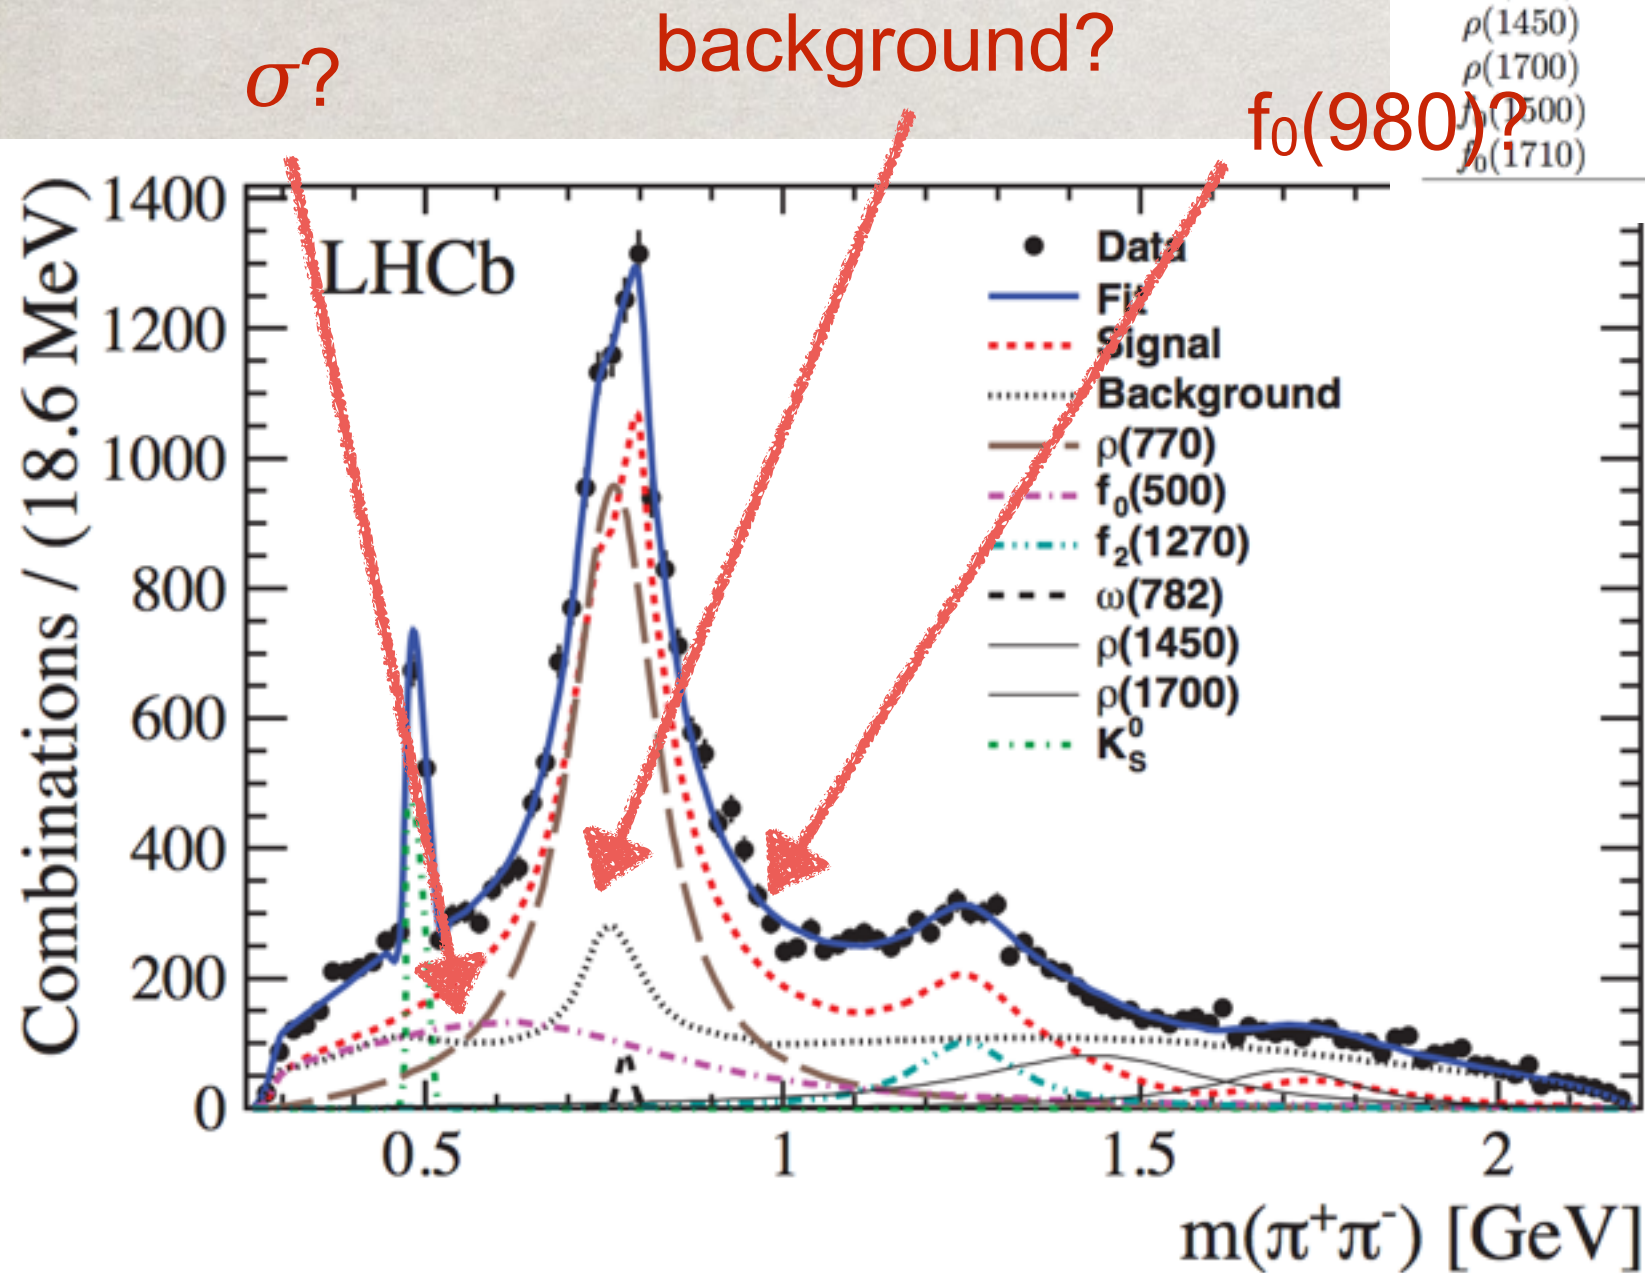 σ?
background?
f₀(980)?
ρ(1450)
ρ(1700)
f₀(1500)
f₀(1710)
LHCb
Combinations / (18.6 MeV)
1400
1200
1000
800
600
400
200
0
Data
Fit
Signal
Background
ρ(770)
f₀(500)
f₂(1270)
ω(782)
ρ(1450)
ρ(1700)
K⁰S
0.5
1
1.5
2
m(π⁺π⁻) [GeV]